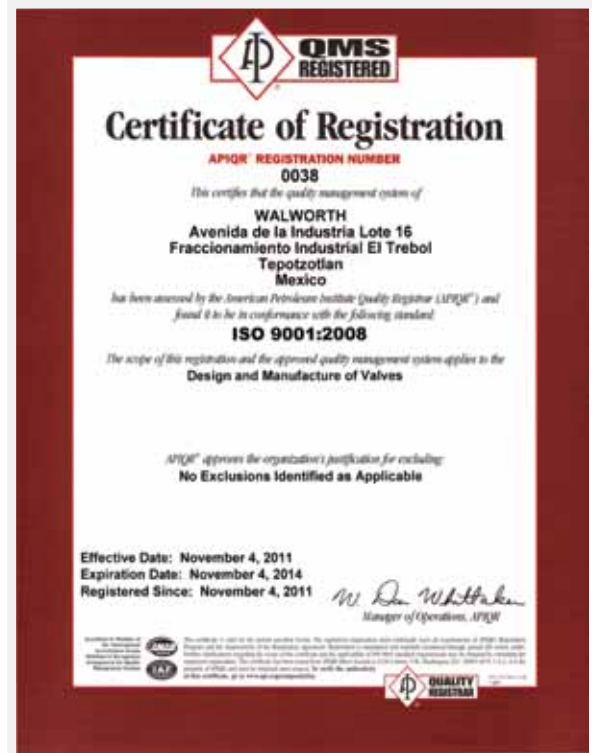 API
QMS
REGISTERED
Certificate of Registration
APIQR® REGISTRATION NUMBER
0038
This certifies that the quality management system of
WALWORTH
Avenida de la Industria Lote 16
Fraccionamiento Industrial El Trebol
Tepotzotlan
Mexico
has been assessed by the American Petroleum Institute Quality Registrar (APIQR®) and
found it to be in conformance with the following standard:
ISO 9001:2008
The scope of this registration and the approved quality management system applies to the
Design and Manufacture of Valves
APIQR® approves the organization's justification for excluding:
No Exclusions Identified as Applicable
Effective Date: November 4, 2011
Expiration Date: November 4, 2014
Registered Since: November 4, 2011
W. Don Whittaker
Manager of Operations, APIQR
API
QUALITY
REGISTRAR